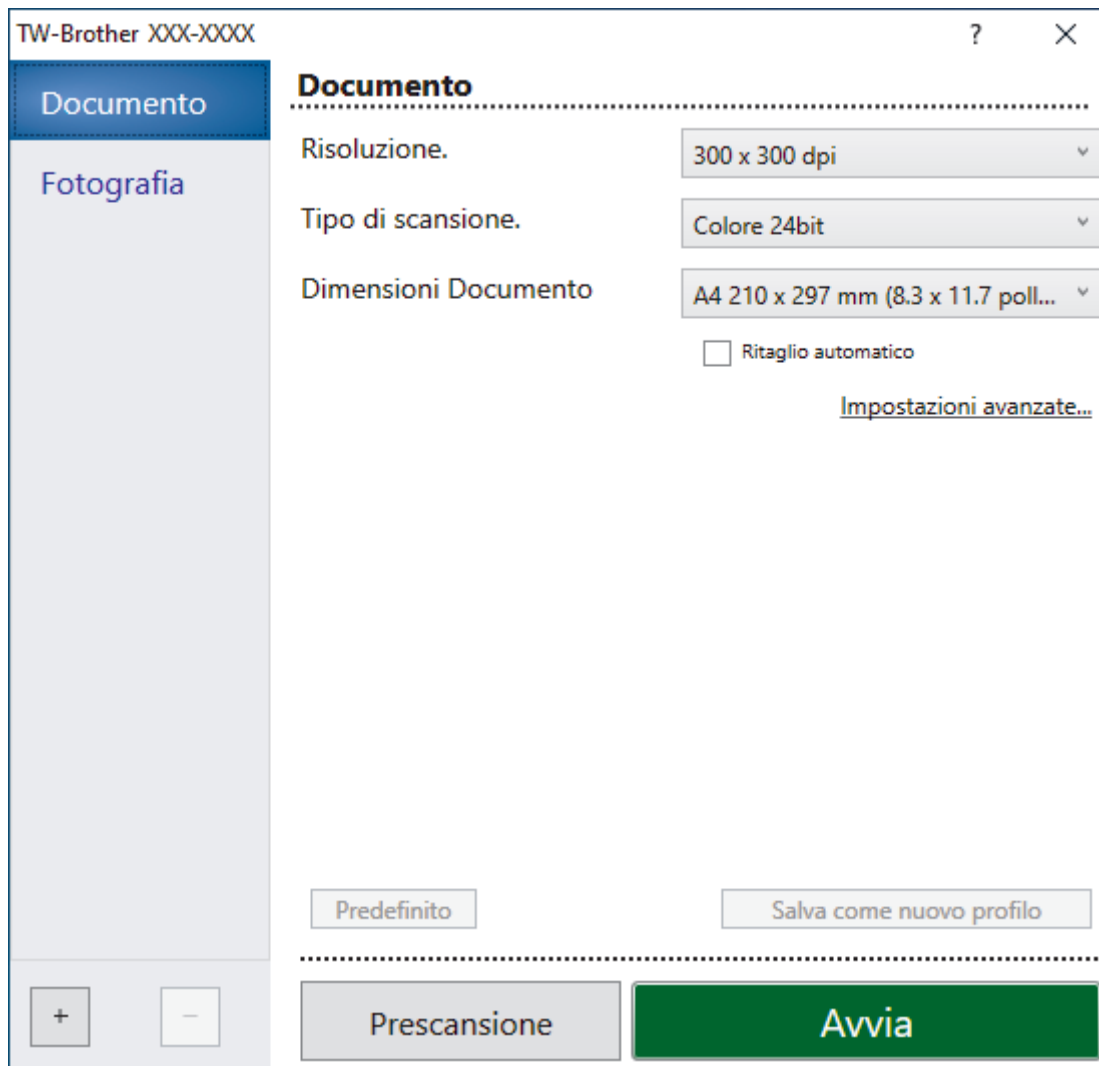 TW-Brother XXX-XXXX
?
Documento
Fotografia
Documento
Risoluzione.
300 x 300 dpi
Tipo di scansione.
Colore 24bit
Dimensioni Documento
A4 210 x 297 mm (8.3 x 11.7 poll...
Ritaglio automatico
Impostazioni avanzate...
Predefinito
Salva come nuovo profilo
+
−
Prescansione
Avvia